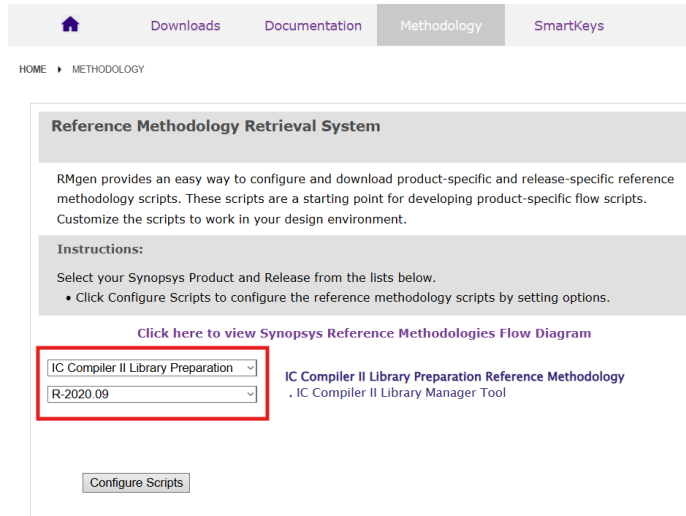 Downloads Documentation Methodology SmartKeys
HOME METHODOLOGY
Reference Methodology Retrieval System
RMgen provides an easy way to configure and download product-specific and release-specific reference
methodology scripts. These scripts are a starting point for developing product-specific flow scripts.
Customize the scripts to work in your design environment.
Instructions:
Select your Synopsys Product and Release from the lists below.
• Click Configure Scripts to configure the reference methodology scripts by setting options.
Click here to view Synopsys Reference Methodologies Flow Diagram
IC Compiler II Library Preparation
R-2020.09
IC Compiler II Library Preparation Reference Methodology
. IC Compiler II Library Manager Tool
Configure Scripts